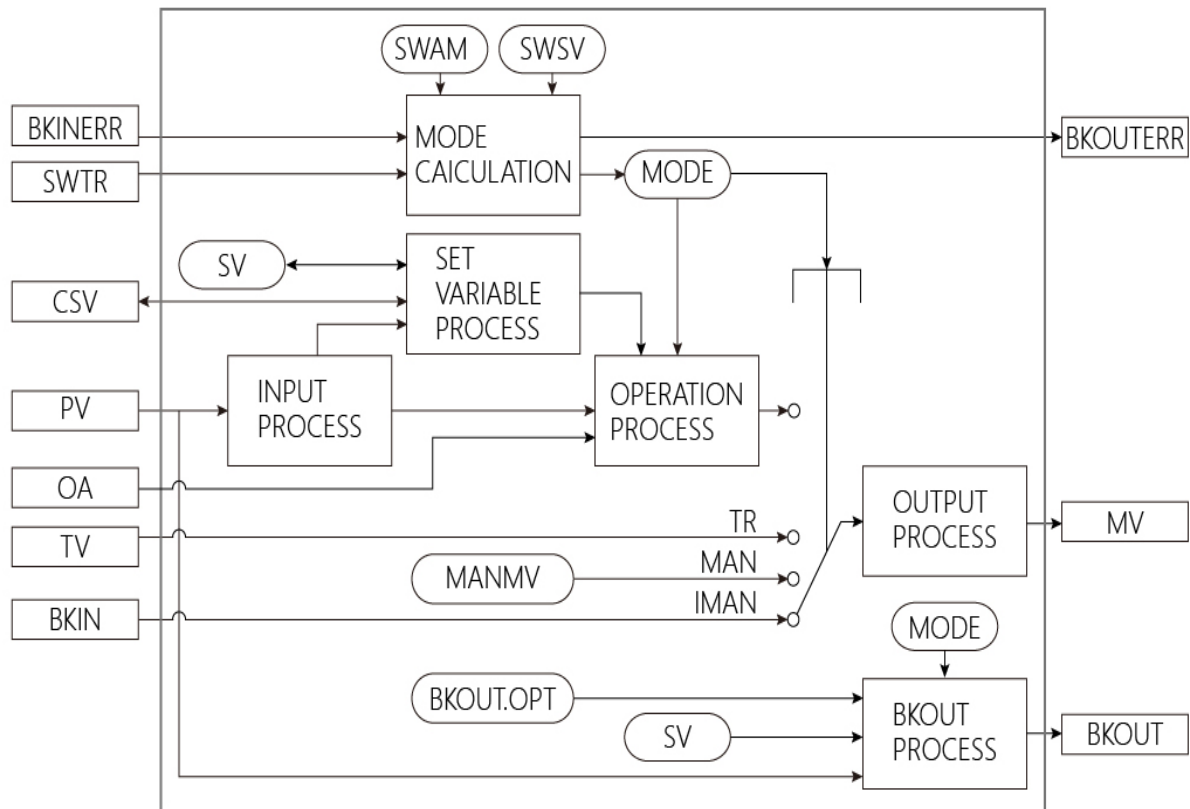 SWAM
SWSV
BKINERR
SWTR
MODE
CAICULATION
MODE
BKOUTERR
SV
CSV
SET
VARIABLE
PROCESS
PV
INPUT
PROCESS
OPERATION
PROCESS
OA
TV
TR
MANMV
MAN
BKIN
IMAN
OUTPUT
PROCESS
MV
MODE
BKOUT.OPT
SV
BKOUT
PROCESS
BKOUT